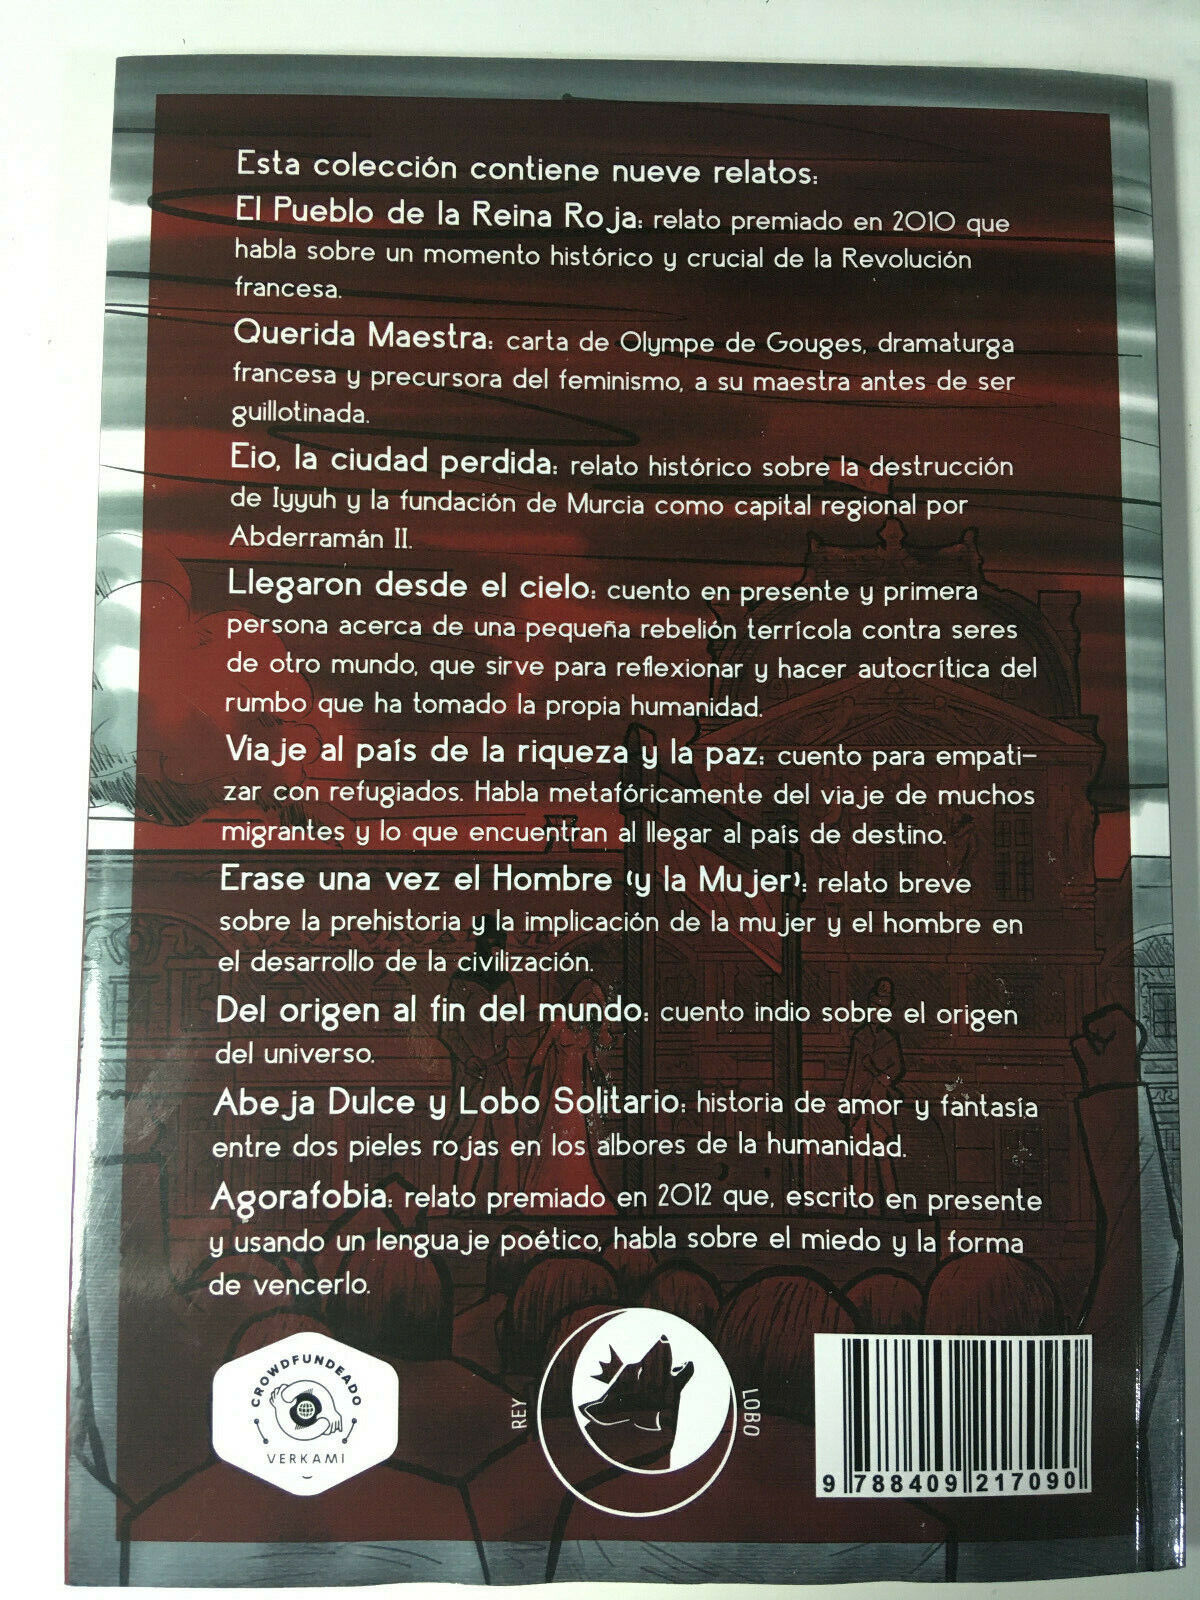 Esta colección contiene nueve relatos:
El Pueblo de la Reina Roja: relato premiado en 2010 que
habla sobre un momento histórico y crucial de la Revolución
francesa.
Querida Maestra: carta de Olympe de Gouges, dramaturga
francesa y precursora del feminismo, a su maestra antes de ser
guillotinada.
Eio, la ciudad perdida: relato histórico sobre la destrucción
de Iyyuh y la fundación de Murcia como capital regional por
Abderramán II.
Llegaron desde el cielo: cuento en presente y primera
persona acerca de una pequeña rebelión terrícola contra seres
de otro mundo, que sirve para reflexionar y hacer autocrítica del
rumbo que ha tomado la propia humanidad.
Viaje al país de la riqueza y la paz: cuento para empati-
zar con refugiados. Habla metafóricamente del viaje de muchos
migrantes y lo que encuentran al llegar al país de destino.
Erase una vez el Hombre (y la Mujer): relato breve
sobre la prehistoria y la implicación de la mujer y el hombre en
el desarrollo de la civilización.
Del origen al fin del mundo: cuento indio sobre el origen
del universo.
Abeja Dulce y Lobo Solitario: historia de amor y fantasía
entre dos pieles rojas en los albores de la humanidad.
Agorafobia: relato premiado en 2012 que, escrito en presente
y usando un lenguaje poético, habla sobre el miedo y la forma
de vencerlo.
CROWDFUNDEADO
VERKAMI
REY
LOBO
9 788409 217090